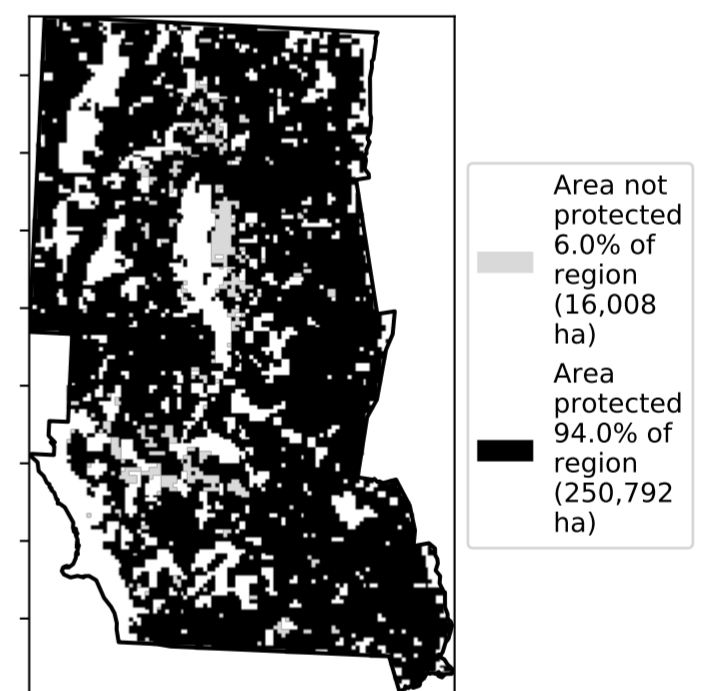 Area not
protected
6.0% of
region
(16,008
ha)
Area
protected
94.0% of
region
(250,792
ha)